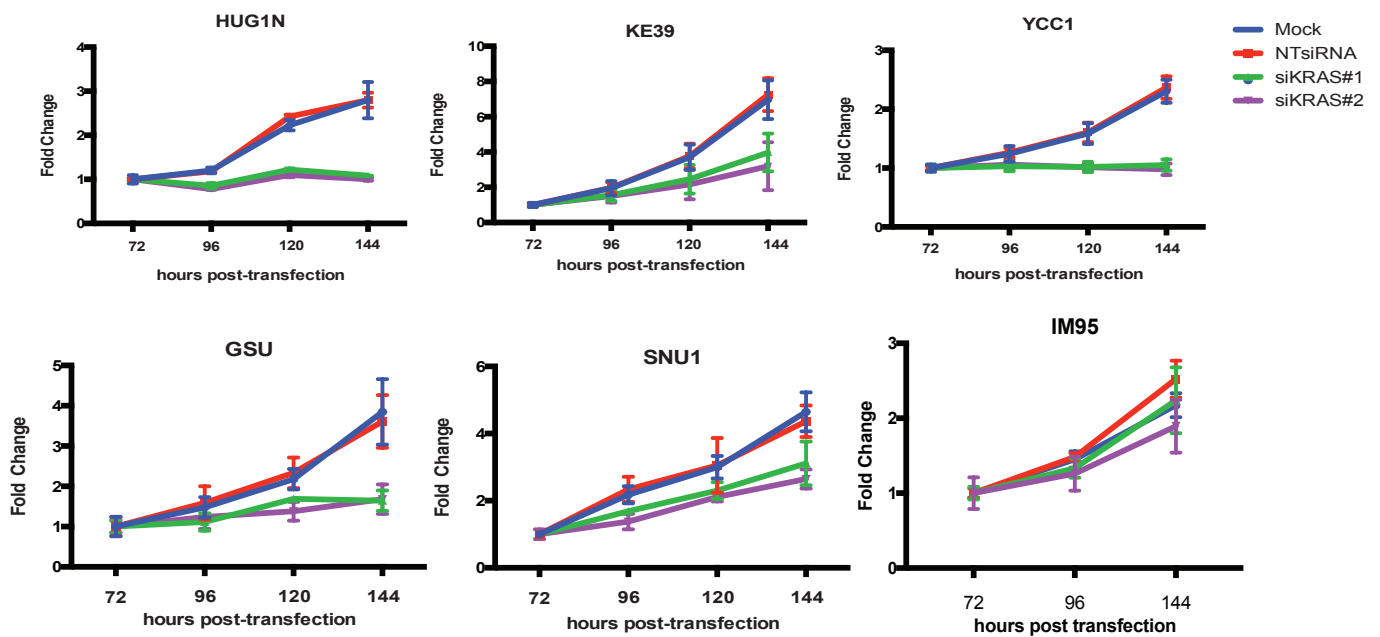 HUG1N
4
3
2
1
0
Fold Change
72 96 120 144
hours post-transfection
KE39
10
8
6
4
2
0
Fold Change
72 96 120 144
hours post-transfection
YCC1
3
2
1
0
Fold Change
72 96 120 144
hours post-transfection
Mock
NTsiRNA
siKRAS#1
siKRAS#2
GSU
5
4
3
2
1
0
Fold Change
72 96 120 144
hours post-transfection
SNU1
6
4
2
0
Fold Change
72 96 120 144
hours post-transfection
IM95
3
2
1
0
Fold Change
72 96 144
hours post transfection